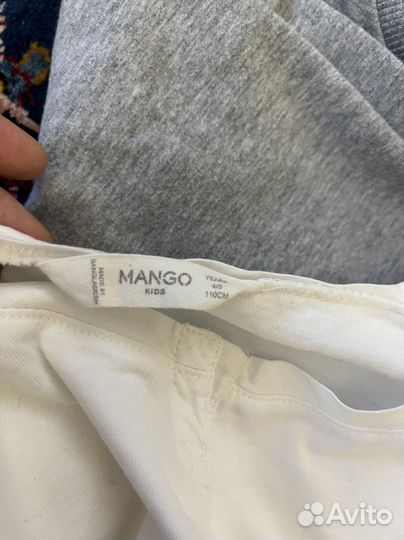 MADE IN
BANGLADESH
MANGO
KIDS
YEARS
4/5
110CM
Avito